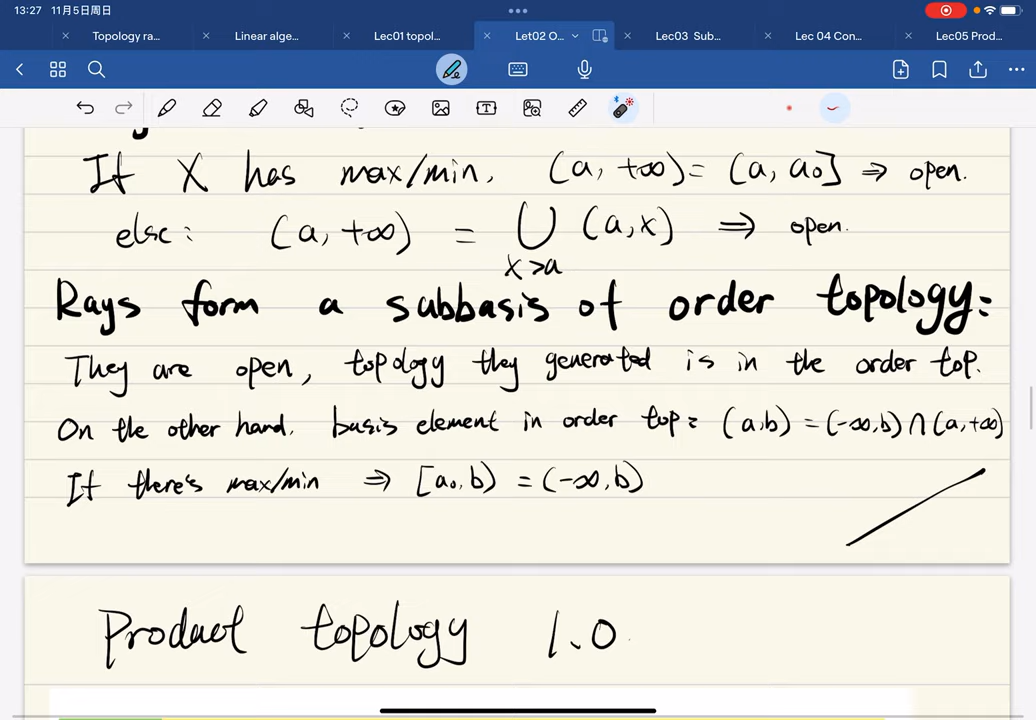 13:27 11月5日周日
Topology ra... Linear alge... Lec01 topol... Let02 O... Lec03 Sub... Lec 04 Con... Lec05 Prod...
If X has max/min. (a, +∞) = (a, a₀] ⇒ open.
else: (a, +∞) = ⋃ (a, x) ⇒ open.
x > a
Rays form a subbasis of order topology:
They are open, topology they generated is in the order top.
On the other hand. basis element in order top: (a,b) = (-∞, b) ∩ (a, +∞)
If there's max/min ⇒ [a₀, b) = (-∞, b)
Product topology 1.0